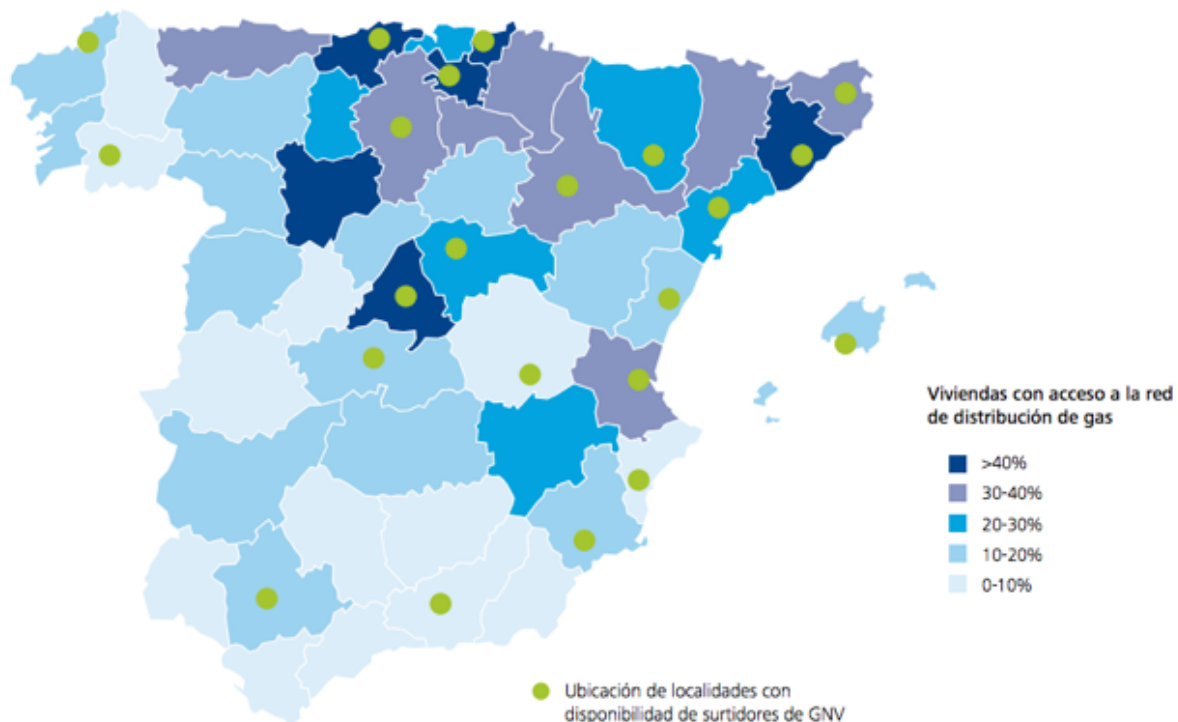 Viviendas con acceso a la red
de distribución de gas
>40%
30-40%
20-30%
10-20%
0-10%
Ubicación de localidades con
disponibilidad de surtidores de GNV